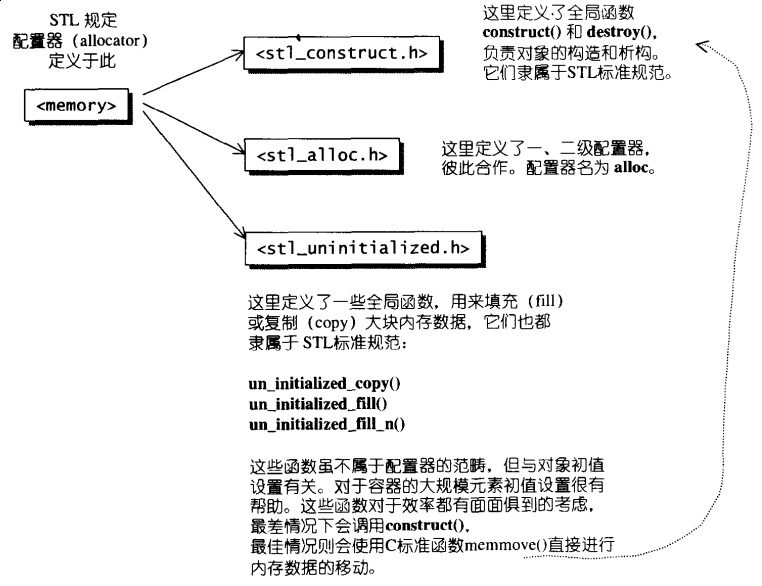 STL 规定
配置器（allocator）
定义于此
<memory>
<stl_construct.h>
这里定义了全局函数
construct() 和 destroy(),
负责对象的构造和析构。
它们隶属于STL标准规范。
<stl_alloc.h>
这里定义了一、二级配置器，
彼此合作。配置器名为 alloc。
<stl_uninitialized.h>
这里定义了一些全局函数，用来填充（fill）
或复制（copy）大块内存数据，它们也都
隶属于 STL标准规范：
un_initialized_copy()
un_initialized_fill()
un_initialized_fill_n()
这些函数虽不属于配置器的范畴，但与对象初值
设置有关。对于容器的大规模元素初值设置很有
帮助。这些函数对于效率都有面面俱到的考虑，
最差情况下会调用construct(),
最佳情况则会使用C标准函数memmove()直接进行
内存数据的移动。